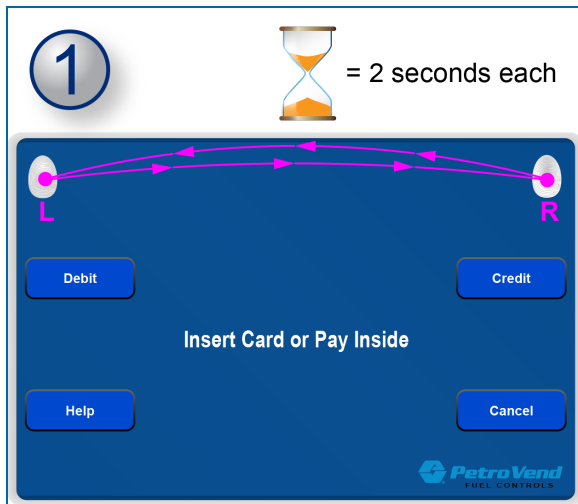 1
= 2 seconds each
L
R
Debit
Credit
Insert Card or Pay Inside
Help
Cancel
PetroVend
FUEL CONTROLS